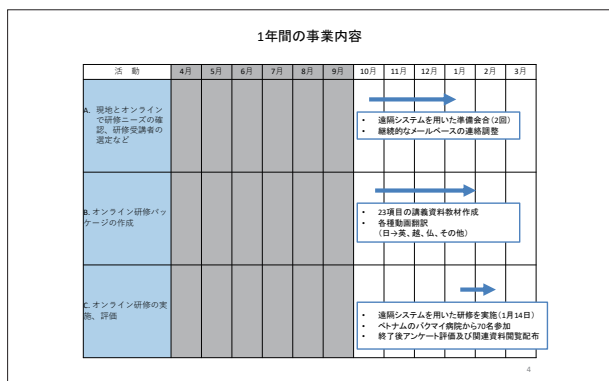 1年間の事業内容
活 動 4月 5月 6月 7月 8月 9月 10月 11月 12月 1月 2月 3月
A. 現地とオンライン
で研修ニーズの確
認、研修受講者の
選定など
• 遠隔システムを用いた準備会合(2回)
• 継続的なメールベースの連絡調整
B. オンライン研修パッ
ケージの作成
• 23項目の講義資料教材作成
• 各種動画翻訳
(日→英、越、仏、その他)
C. オンライン研修の実
施、評価
• 遠隔システムを用いた研修を実施(1月14日)
• ベトナムのバクマイ病院から70名参加
• 終了後アンケート評価及び関連資料閲覧配布
4